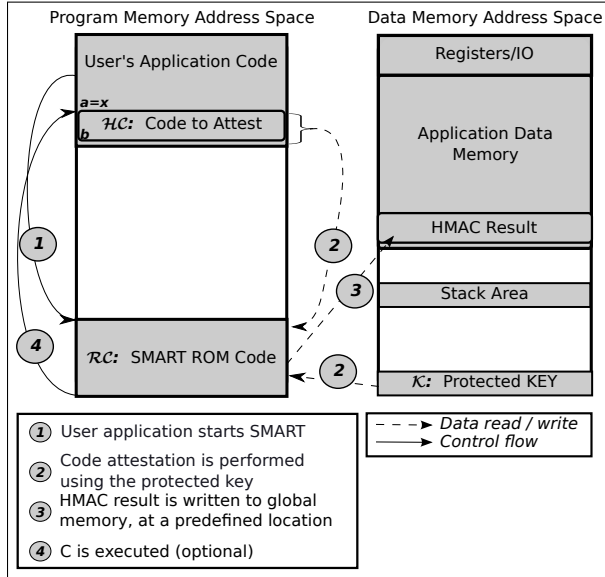 Program Memory Address Space
Data Memory Address Space
User's Application Code
a=x
HC: Code to Attest
b
Registers/IO
Application Data
Memory
HMAC Result
Stack Area
K: Protected KEY
RC: SMART ROM Code
1
2
3
4
2
Data read / write
Control flow
1 User application starts SMART
2 Code attestation is performed
using the protected key
3 HMAC result is written to global
memory, at a predefined location
4 C is executed (optional)